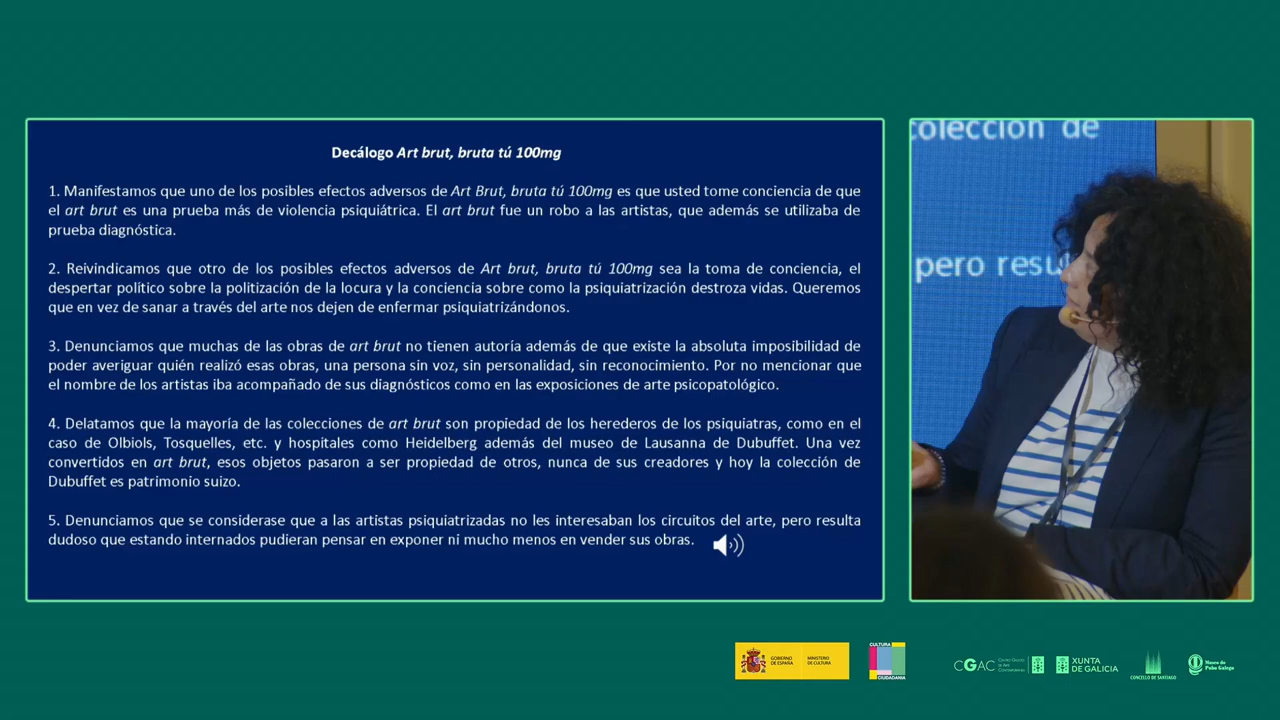 Decálogo Art brut, bruta tú 100mg
1. Manifestamos que uno de los posibles efectos adversos de Art Brut, bruta tú 100mg es que usted tome conciencia de que
el art brut es una prueba más de violencia psiquiátrica. El art brut fue un robo a las artistas, que además se utilizaba de
prueba diagnóstica.
2. Reivindicamos que otro de los posibles efectos adversos de Art brut, bruta tú 100mg sea la toma de conciencia, el
despertar político sobre la politización de la locura y la conciencia sobre como la psiquiatrización destroza vidas. Queremos
que en vez de sanar a través del arte nos dejen de enfermar psiquiatrizándonos.
3. Denunciamos que muchas de las obras de art brut no tienen autoría además de que existe la absoluta imposibilidad de
poder averiguar quién realizó esas obras, una persona sin voz, sin personalidad, sin reconocimiento. Por no mencionar que
el nombre de los artistas iba acompañado de sus diagnósticos como en las exposiciones de arte psicopatológico.
4. Delatamos que la mayoría de las colecciones de art brut son propiedad de los herederos de los psiquiatras, como en el
caso de Olbiols, Tosquelles, etc. y hospitales como Heidelberg además del museo de Lausanna de Dubuffet. Una vez
convertidos en art brut, esos objetos pasaron a ser propiedad de otros, nunca de sus creadores y hoy la colección de
Dubuffet es patrimonio suizo.
5. Denunciamos que se considerase que a las artistas psiquiatrizadas no les interesaban los circuitos del arte, pero resulta
dudoso que estando internados pudieran pensar en exponer ni mucho menos en vender sus obras.
colección de
pero resu
GOBIERNO
DE ESPAÑA
MINISTERIO
DE CULTURA
CULTURA
CIUDADANIA
CGAC
XUNTA
DE GALICIA
CONCELLO DE SANTIAGO
Museo do
Pobo Galego